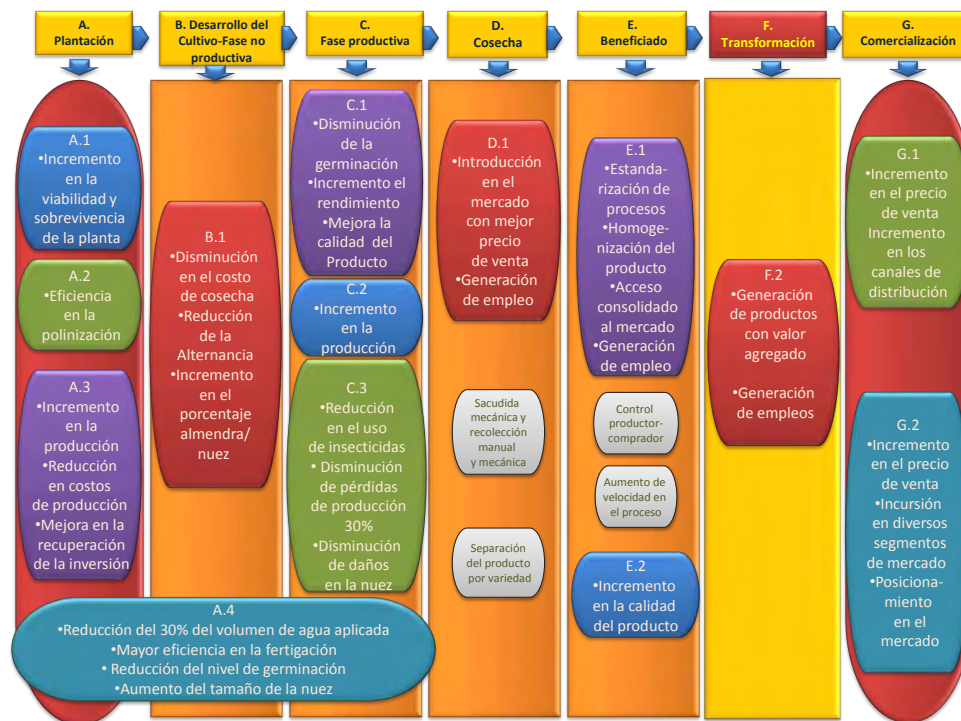 A.
Plantación
B. Desarrollo del
Cultivo-Fase no
productiva
C.
Fase productiva
D.
Cosecha
E.
Beneficiado
F.
Transformación
G.
Comercialización
A.1
•Incremento
en la
viabilidad y
sobrevivencia
de la planta
A.2
•Eficiencia
en la
polinización
A.3
•Incremento
en la
producción
•Reducción
en costos
de producción
•Mejora en la
recuperación
de la inversión
B.1
•Disminución
en el costo
de cosecha
•Reducción
de la
Alternancia
•Incremento
en el
porcentaje
almendra/
nuez
C.1
•Disminución
de la
germinación
•Incremento el
rendimiento
•Mejora la
calidad del
Producto
C.2
•Incremento
en la
producción
C.3
•Reducción
en el uso
de insecticidas
• Disminución
de pérdidas
de producción
30%
•Disminución
de daños
en la nuez
A.4
•Reducción del 30% del volumen de agua aplicada
•Mayor eficiencia en la fertigación
• Reducción del nivel de germinación
•Aumento del tamaño de la nuez
D.1
•Introducción
en el
mercado
con mejor
precio
de venta
•Generación
de empleo
Sacudida
mecánica y
recolección
manual
y mecánica
Separación
del producto
por variedad
E.1
•Estanda-
rización de
procesos
•Homoge-
nización del
producto
•Acceso
consolidado
al mercado
•Generación
de empleo
Control
productor-
comprador
Aumento de
velocidad en
el proceso
E.2
•Incremento
en la calidad
del producto
F.2
•Generación
de productos
con valor
agregado
•Generación
de empleos
G.1
•Incremento
en el precio
de venta
Incremento
en los
canales de
distribución
G.2
•Incremento
en el precio
de venta
•Incursión
en diversos
segmentos
de mercado
•Posiciona-
miento
en el
mercado